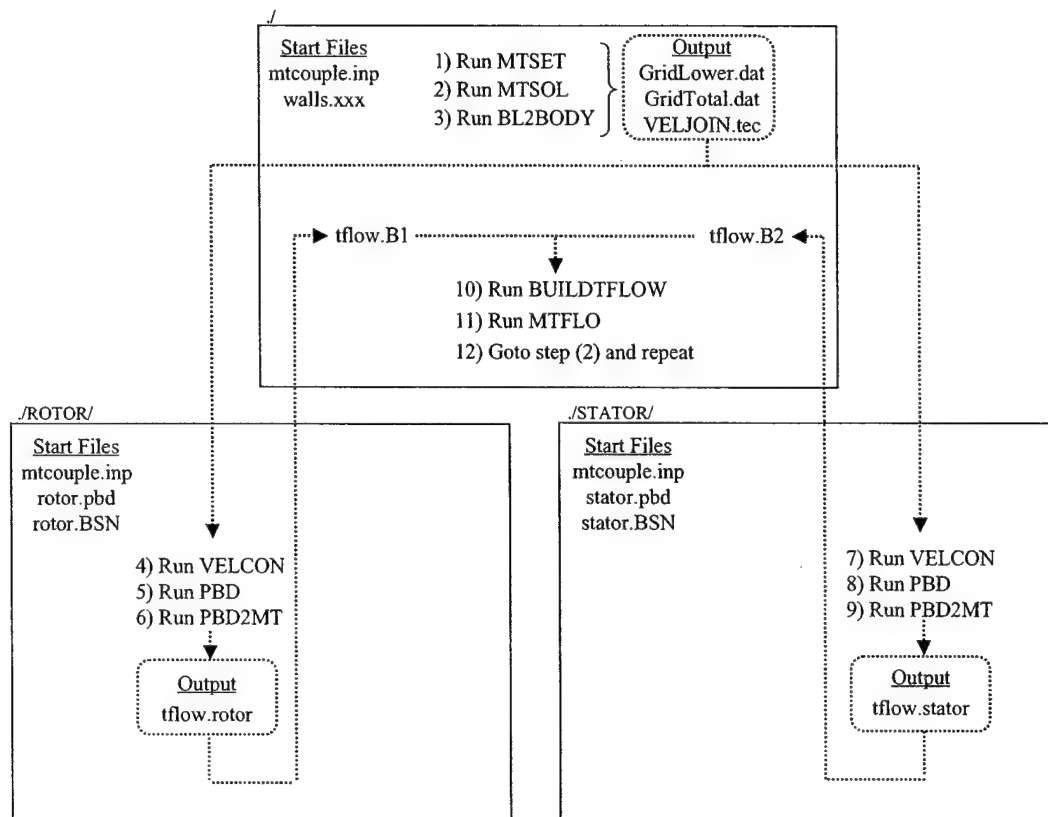 ./
Start Files
mtcouple.inp
walls.xxx
1) Run MTSET
2) Run MTSOL
3) Run BL2BODY
Output
GridLower.dat
GridTotal.dat
VELJOIN.tec
tflow.B1
tflow.B2
10) Run BUILDTFLOW
11) Run MTFLO
12) Goto step (2) and repeat
./ROTOR/
Start Files
mtcouple.inp
rotor.pbd
rotor.BSN
4) Run VELCON
5) Run PBD
6) Run PBD2MT
Output
tflow.rotor
./STATOR/
Start Files
mtcouple.inp
stator.pbd
stator.BSN
7) Run VELCON
8) Run PBD
9) Run PBD2MT
Output
tflow.stator